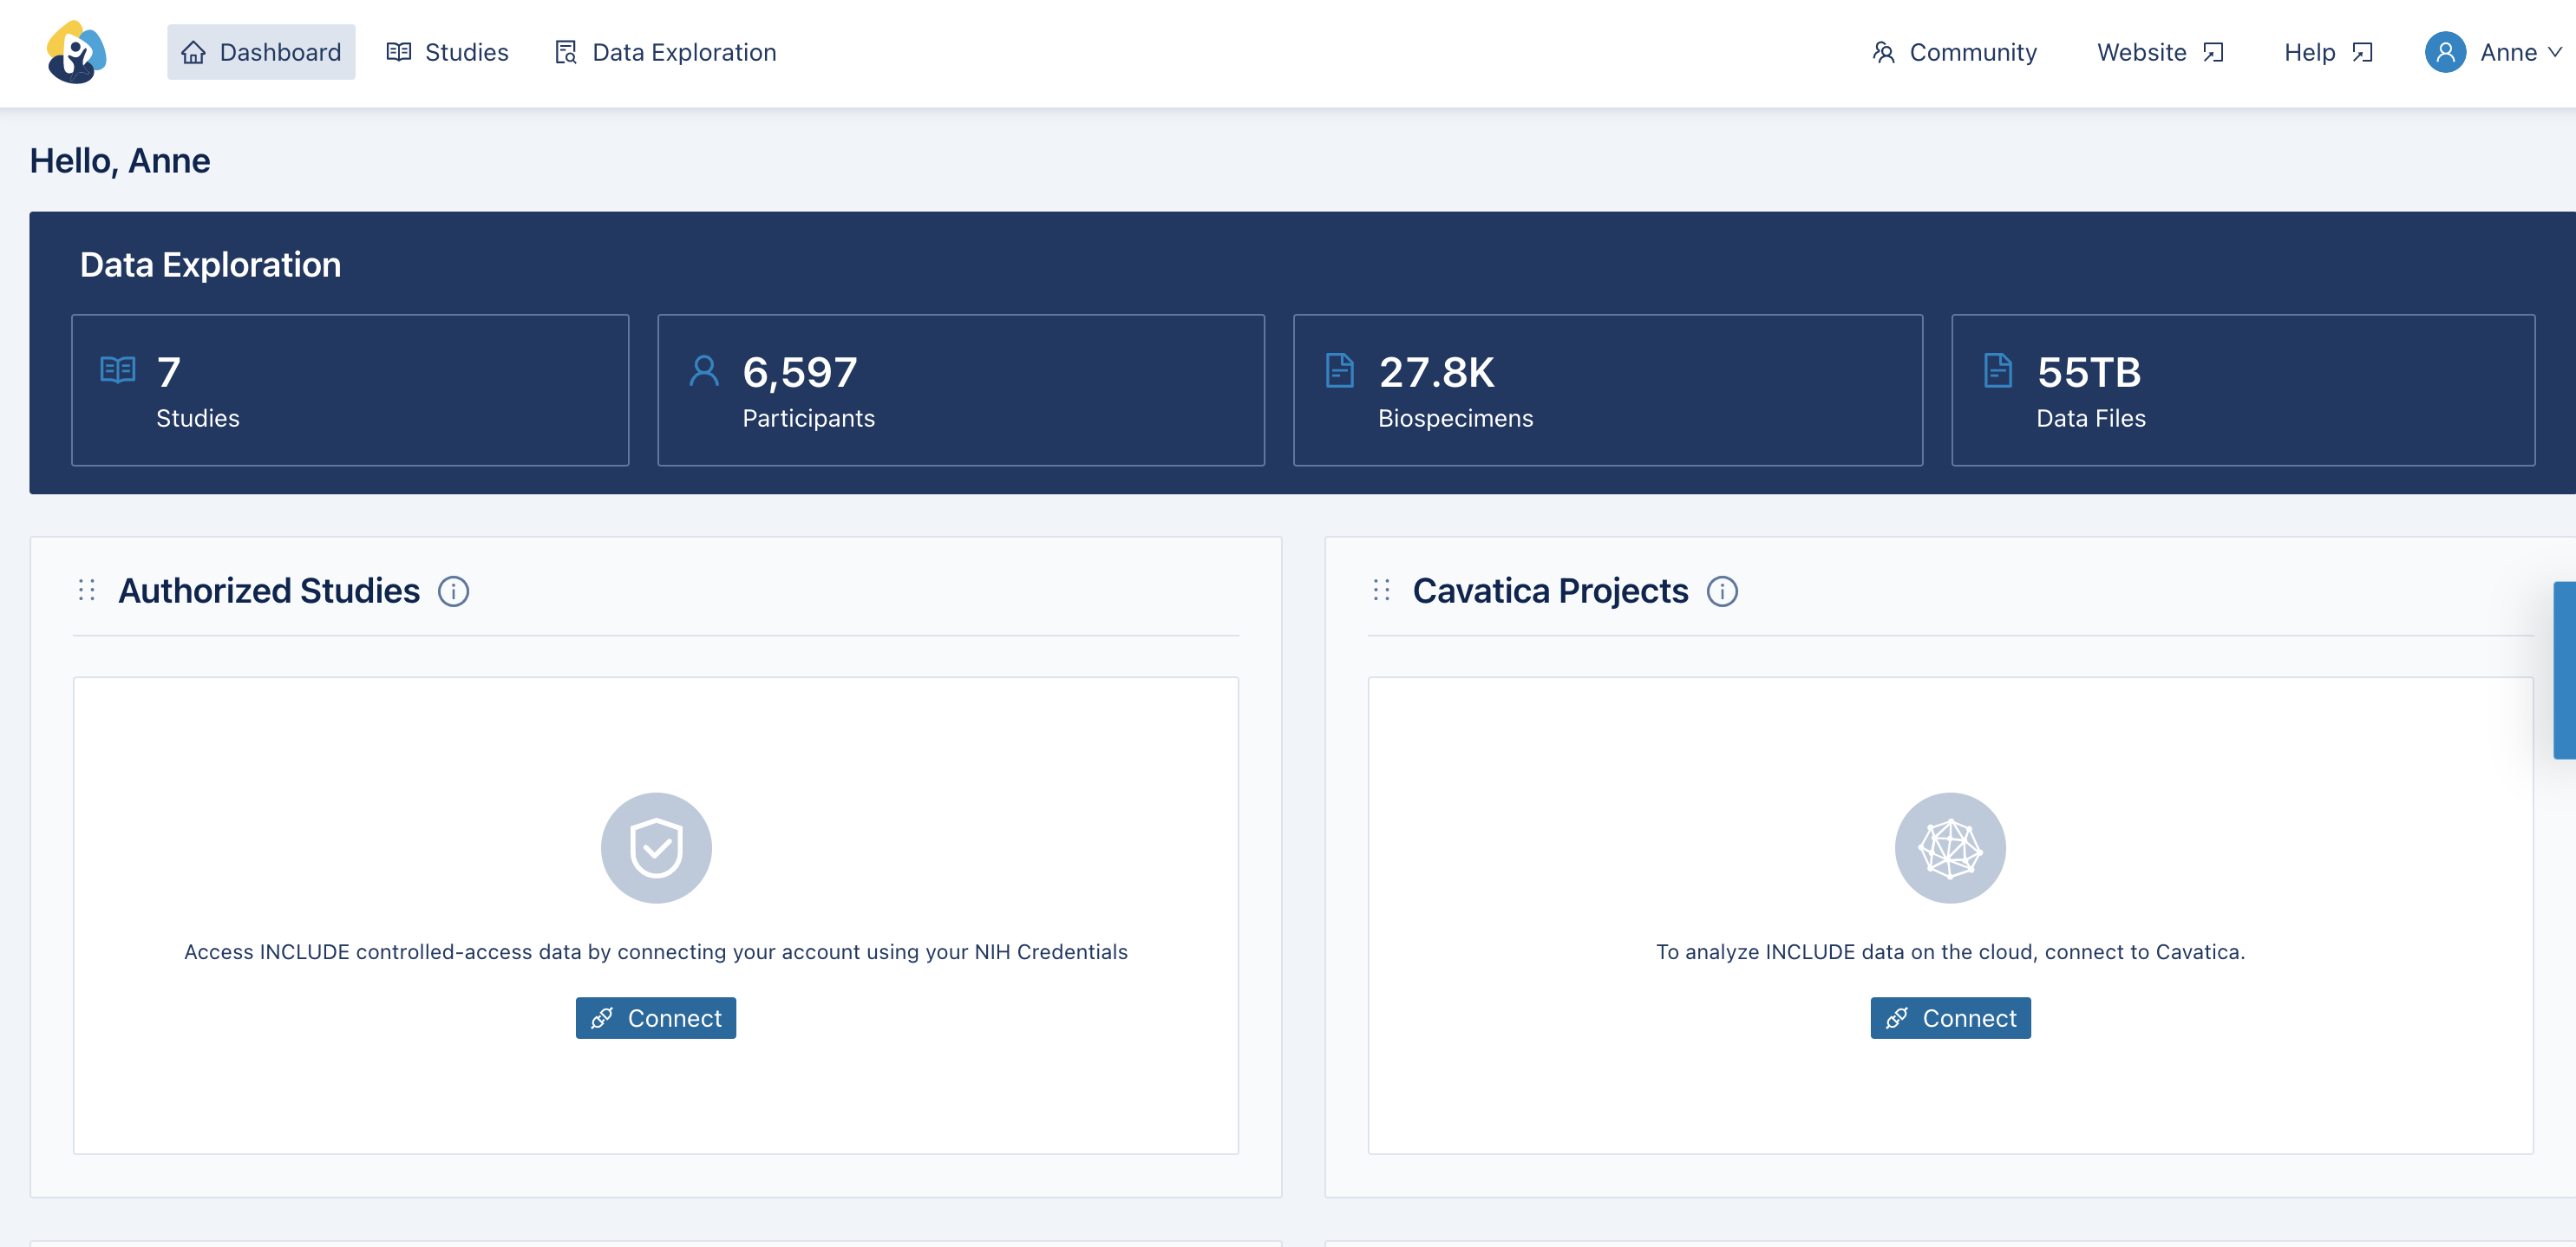 Dashboard
Studies
Data Exploration
Community
Website
Help
Anne
Hello, Anne
Data Exploration
7
Studies
6,597
Participants
27.8K
Biospecimens
55TB
Data Files
Authorized Studies
Access INCLUDE controlled-access data by connecting your account using your NIH Credentials
Connect
Cavatica Projects
To analyze INCLUDE data on the cloud, connect to Cavatica.
Connect